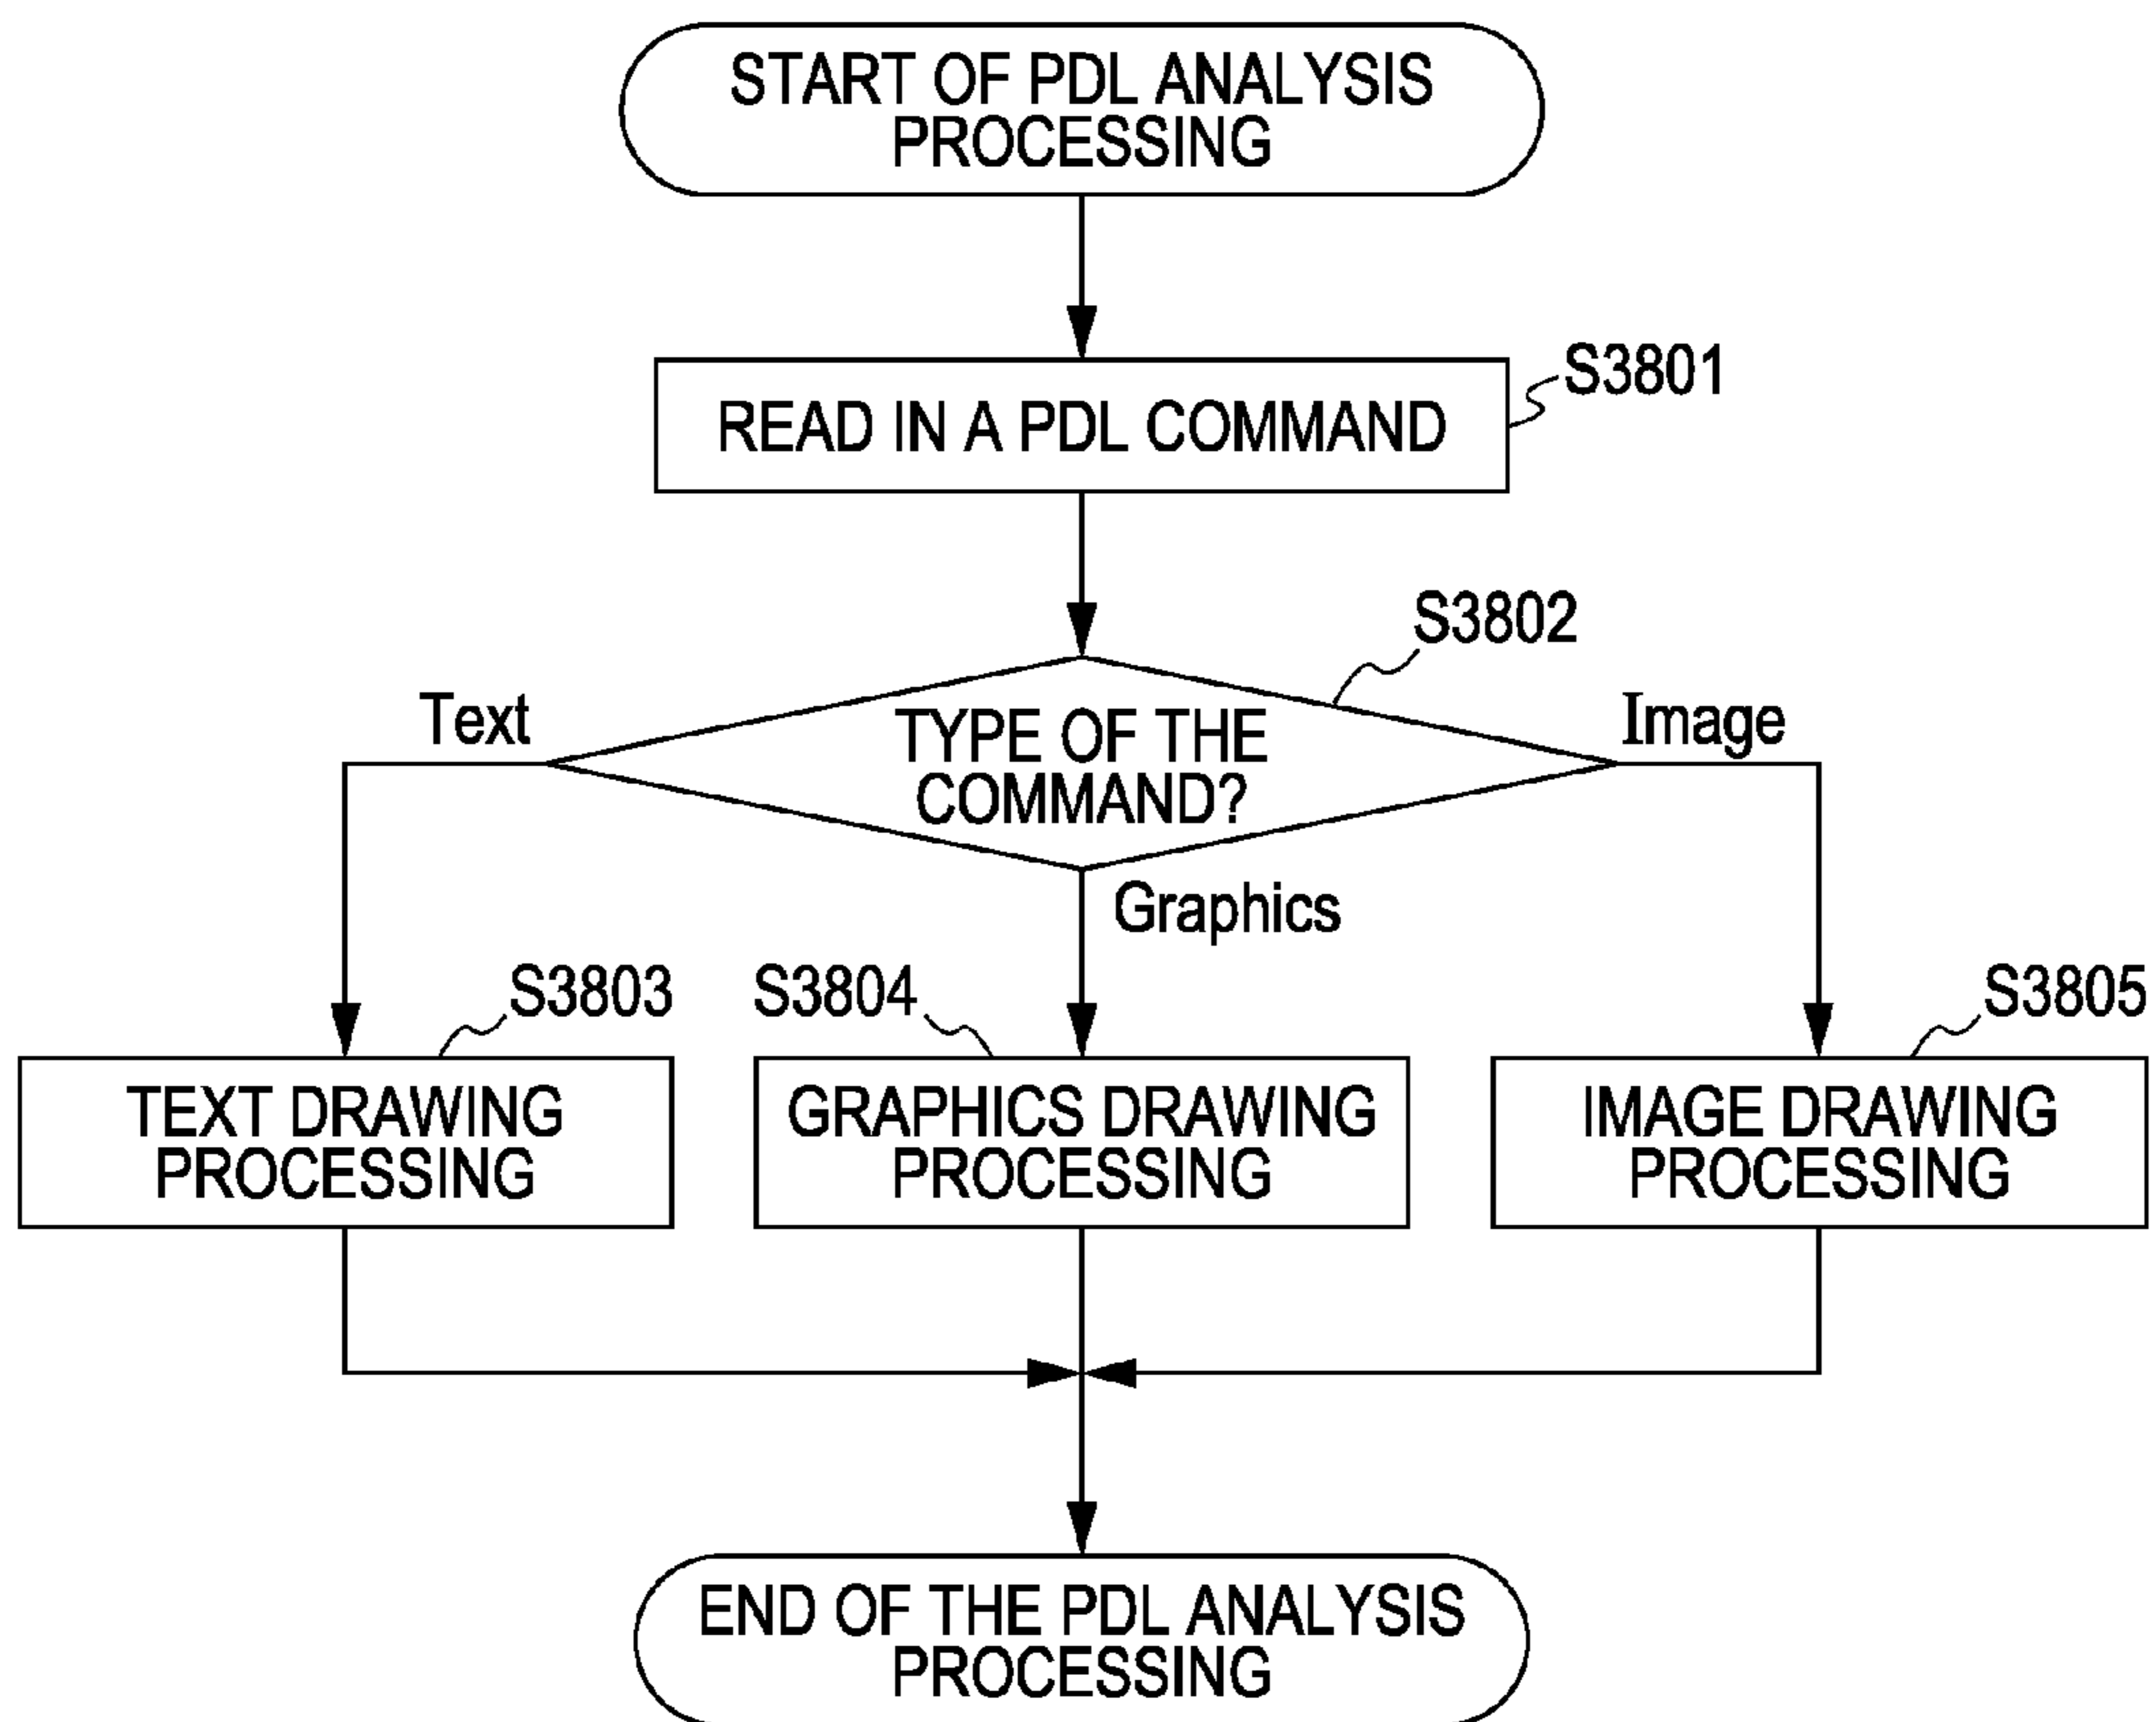 START OF PDL ANALYSIS
PROCESSING
S3801
READ IN A PDL COMMAND
S3802
Text
TYPE OF THE
COMMAND?
Image
Graphics
S3803
S3804
S3805
TEXT DRAWING
PROCESSING
GRAPHICS DRAWING
PROCESSING
IMAGE DRAWING
PROCESSING
END OF THE PDL ANALYSIS
PROCESSING